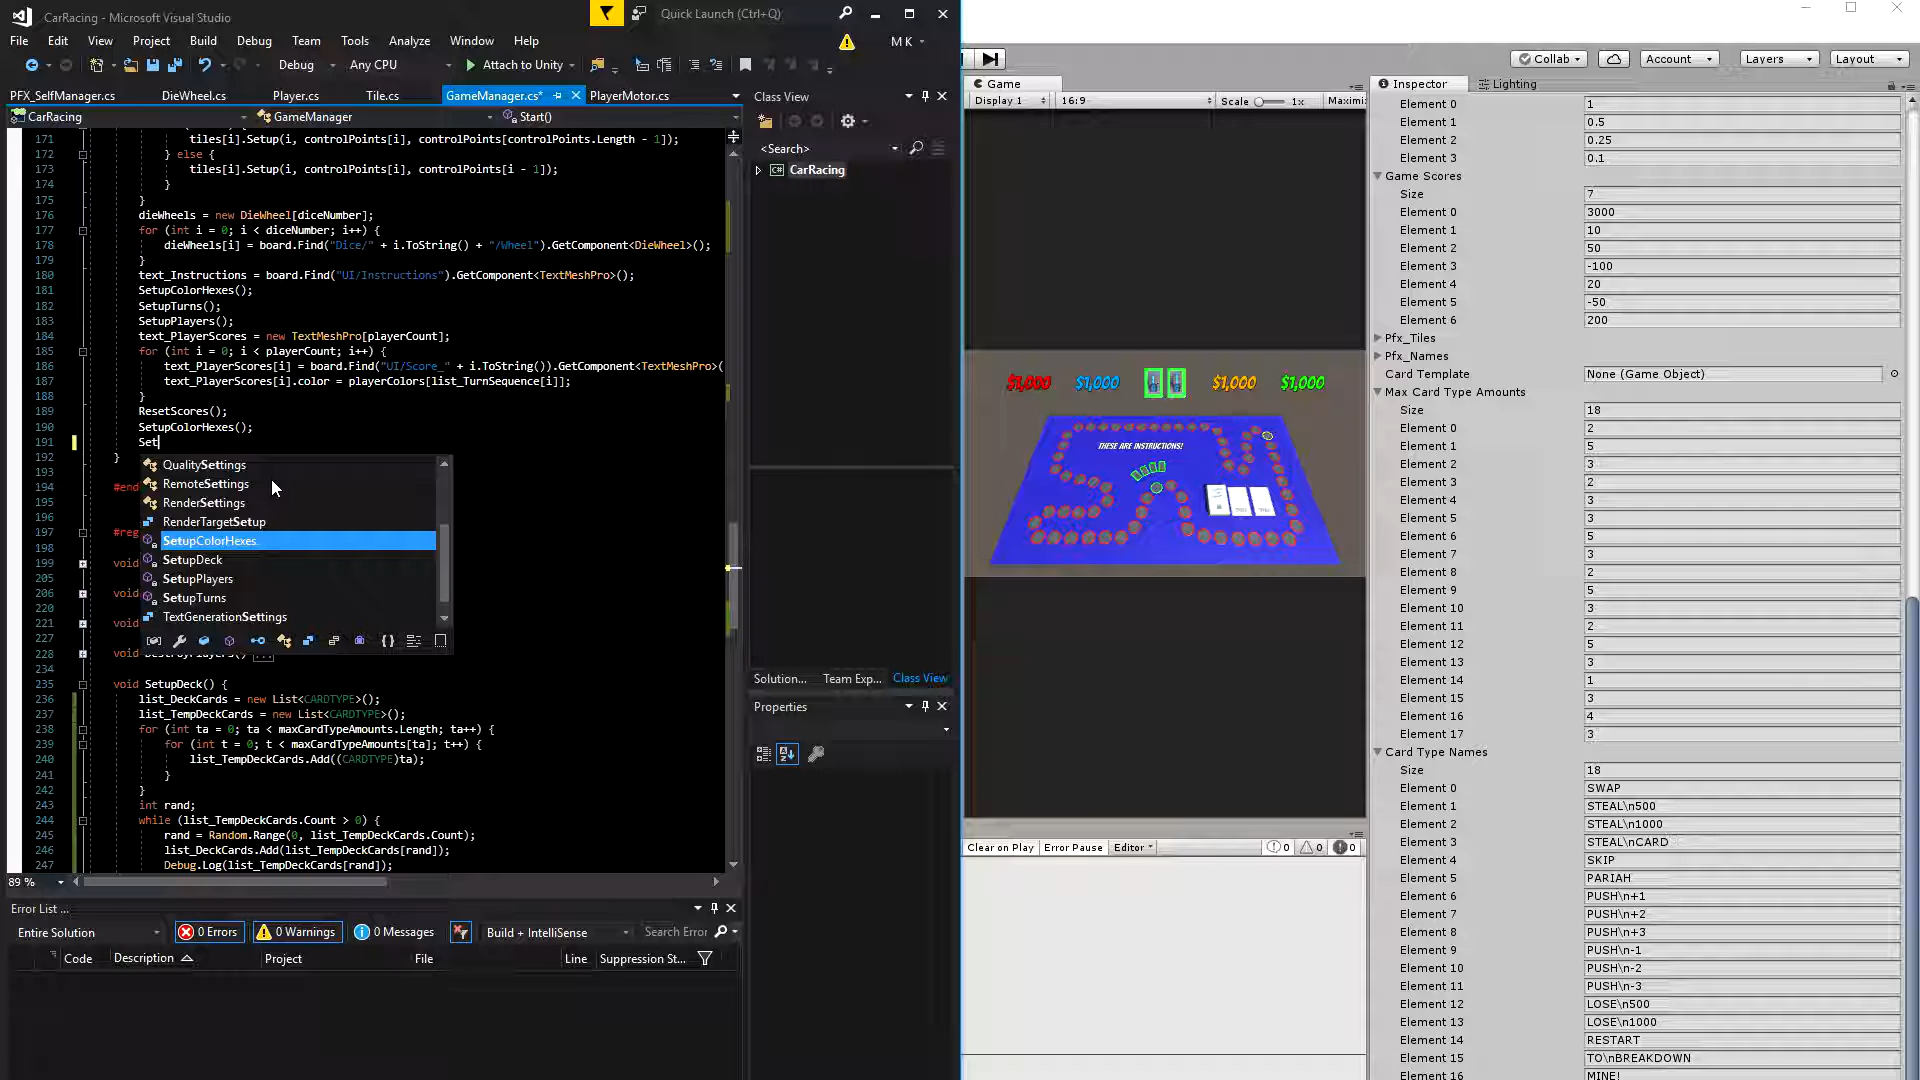 CarRacing - Microsoft Visual Studio
Quick Launch (Ctrl+Q)
File Edit View Project Build Debug Team Tools Analyze Window Help
M K
Debug Any CPU Attach to Unity
PFX_SelfManager.cs DieWheel.cs Player.cs Tile.cs GameManager.cs* PlayerMotor.cs
CarRacing GameManager Start()
171 tiles[i].Setup(i, controlPoints[i], controlPoints[controlPoints.Length - 1]);
172 } else {
173 tiles[i].Setup(i, controlPoints[i], controlPoints[i - 1]);
174 }
175 }
176 dieWheels = new DieWheel[diceNumber];
177 for (int i = 0; i < diceNumber; i++) {
178 dieWheels[i] = board.Find("Dice/" + i.ToString() + "/Wheel").GetComponent<DieWheel>();
179 }
180 text_Instructions = board.Find("UI/Instructions").GetComponent<TextMeshPro>();
181 SetupColorHexes();
182 SetupTurns();
183 SetupPlayers();
184 text_PlayerScores = new TextMeshPro[playerCount];
185 for (int i = 0; i < playerCount; i++) {
186 text_PlayerScores[i] = board.Find("UI/Score_" + i.ToString()).GetComponent<TextMeshPro>(
187 text_PlayerScores[i].color = playerColors[list_TurnSequence[i]];
188 }
189 ResetScores();
190 SetupColorHexes();
191 Set
192 }
193
194 #end
195
196
197 #reg
198
199 void
205
206 void
220
221 void
227
228 void DestroyPlayers() ...
234
235 void SetupDeck() {
236 list_DeckCards = new List<CARDTYPE>();
237 list_TempDeckCards = new List<CARDTYPE>();
238 for (int ta = 0; ta < maxCardTypeAmounts.Length; ta++) {
239 for (int t = 0; t < maxCardTypeAmounts[ta]; t++) {
240 list_TempDeckCards.Add((CARDTYPE)ta);
241 }
242 }
243 int rand;
244 while (list_TempDeckCards.Count > 0) {
245 rand = Random.Range(0, list_TempDeckCards.Count);
246 list_DeckCards.Add(list_TempDeckCards[rand]);
247 Debug.Log(list_TempDeckCards[rand]);
QualitySettings
RemoteSettings
RenderSettings
RenderTargetSetup
SetupColorHexes
SetupDeck
SetupPlayers
SetupTurns
TextGenerationSettings
89 %
Class View
<Search>
CarRacing
Solution... Team Exp... Class View
Properties
Error List ...
Entire Solution 0 Errors 0 Warnings 0 Messages Build + IntelliSense Search Error
Code Description Project File Line Suppression St...
Collab Account Layers Layout
Game
Display 1 16:9 Scale 1x Maximi
$1,000 $1,000 $1,000 $1,000
THESE ARE INSTRUCTIONS!
Clear on Play Error Pause Editor 0 0 0
Inspector Lighting
Element 0 1
Element 1 0.5
Element 2 0.25
Element 3 0.1
Game Scores
Size 7
Element 0 3000
Element 1 10
Element 2 50
Element 3 -100
Element 4 20
Element 5 -50
Element 6 200
Pfx_Tiles
Pfx_Names
Card Template None (Game Object)
Max Card Type Amounts
Size 18
Element 0 2
Element 1 5
Element 2 3
Element 3 2
Element 4 3
Element 5 3
Element 6 5
Element 7 3
Element 8 2
Element 9 5
Element 10 3
Element 11 2
Element 12 5
Element 13 3
Element 14 1
Element 15 3
Element 16 4
Element 17 3
Card Type Names
Size 18
Element 0 SWAP
Element 1 STEAL\n500
Element 2 STEAL\n1000
Element 3 STEAL\nCARD
Element 4 SKIP
Element 5 PARIAH
Element 6 PUSH\n+1
Element 7 PUSH\n+2
Element 8 PUSH\n+3
Element 9 PUSH\n-1
Element 10 PUSH\n-2
Element 11 PUSH\n-3
Element 12 LOSE\n500
Element 13 LOSE\n1000
Element 14 RESTART
Element 15 TO\nBREAKDOWN
Element 16 MINE!